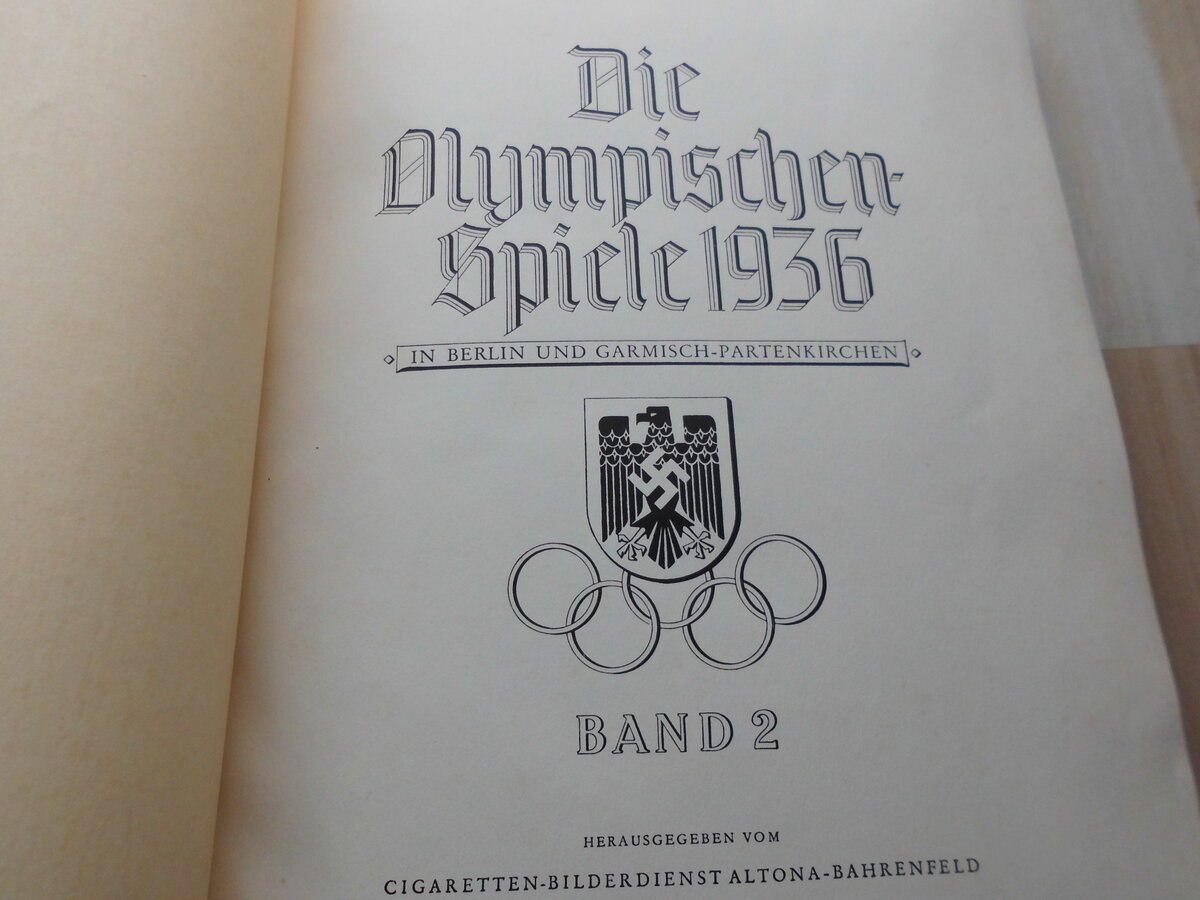 Die
Olympischen
Spiele 1936
IN BERLIN UND GARMISCH-PARTENKIRCHEN
BAND 2
HERAUSGEGEBEN VOM
CIGARETTEN-BILDERDIENST ALTONA-BAHRENFELD